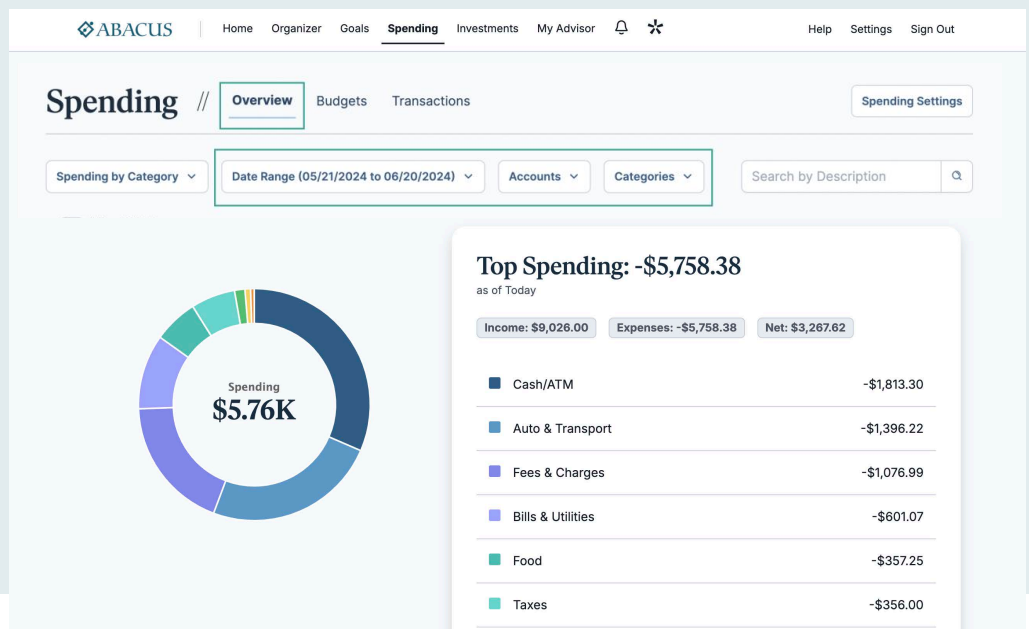 ABACUS
Home Organizer Goals Spending Investments My Advisor
Help Settings Sign Out
Spending // Overview Budgets Transactions
Spending Settings
Spending by Category
Date Range (05/21/2024 to 06/20/2024)
Accounts
Categories
Search by Description
Spending
$5.76K
Top Spending: -$5,758.38
as of Today
Income: $9,026.00 Expenses: -$5,758.38 Net: $3,267.62
Cash/ATM -$1,813.30
Auto & Transport -$1,396.22
Fees & Charges -$1,076.99
Bills & Utilities -$601.07
Food -$357.25
Taxes -$356.00